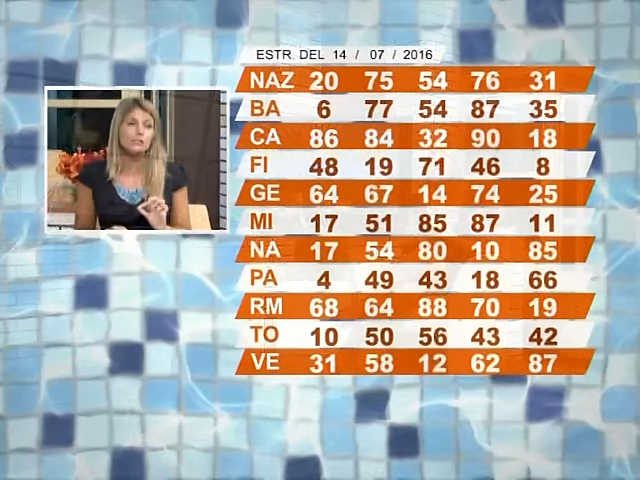 ESTR. DEL 14 / 07 / 2016
NAZ 20 75 54 76 31
BA 6 77 54 87 35
CA 86 84 32 90 18
FI 48 19 71 46 8
GE 64 67 14 74 25
MI 17 51 85 87 11
NA 17 54 80 10 85
PA 4 49 43 18 66
RM 68 64 88 70 19
TO 10 50 56 43 42
VE 31 58 12 62 87